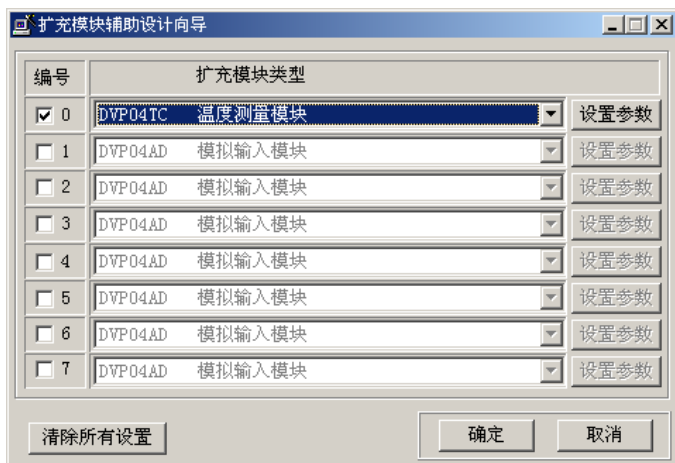 扩充模块辅助设计向导
编号 扩充模块类型
0 DVP04TC 温度测量模块 设置参数
1 DVP04AD 模拟输入模块 设置参数
2 DVP04AD 模拟输入模块 设置参数
3 DVP04AD 模拟输入模块 设置参数
4 DVP04AD 模拟输入模块 设置参数
5 DVP04AD 模拟输入模块 设置参数
6 DVP04AD 模拟输入模块 设置参数
7 DVP04AD 模拟输入模块 设置参数
清除所有设置 确定 取消